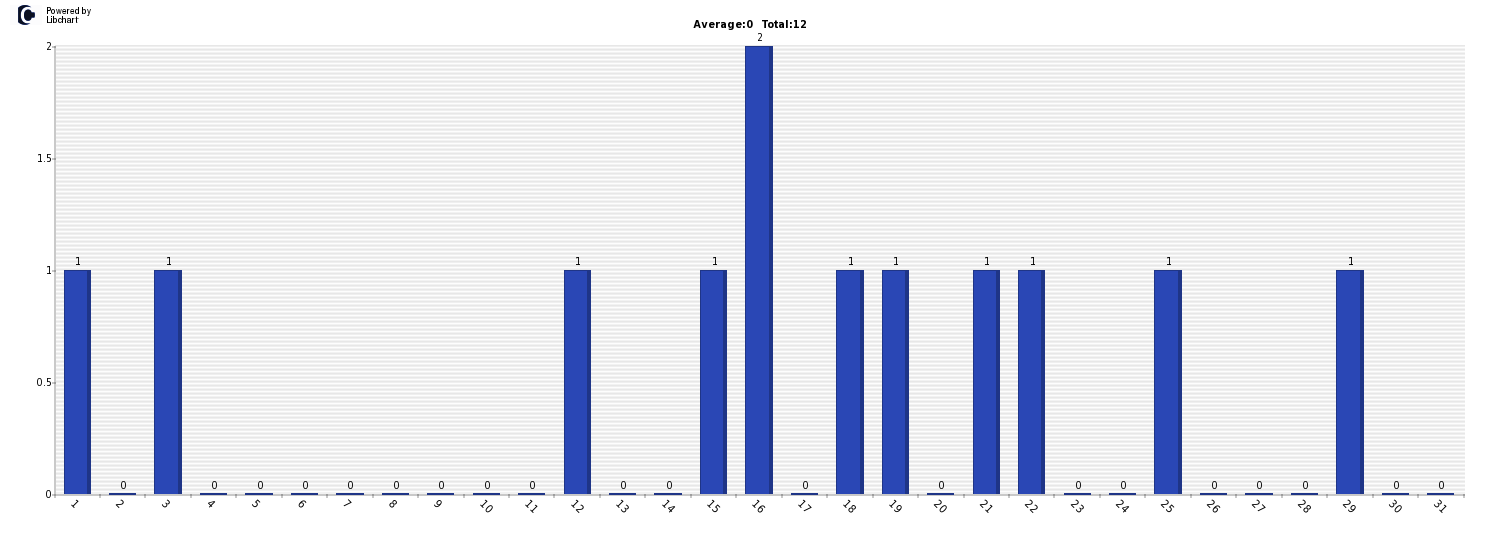 Powered by
Libchart
Average:0 Total:12
2
2
1.5
1 1 1 1 1 1 1 1 1 1
1
0.5
0 0 0 0 0 0 0 0 0 0 0 0 0 0 0 0 0 0 0 0
0
1 2 3 4 5 6 7 8 9 10 11 12 13 14 15 16 17 18 19 20 21 22 23 24 25 26 27 28 29 30 31